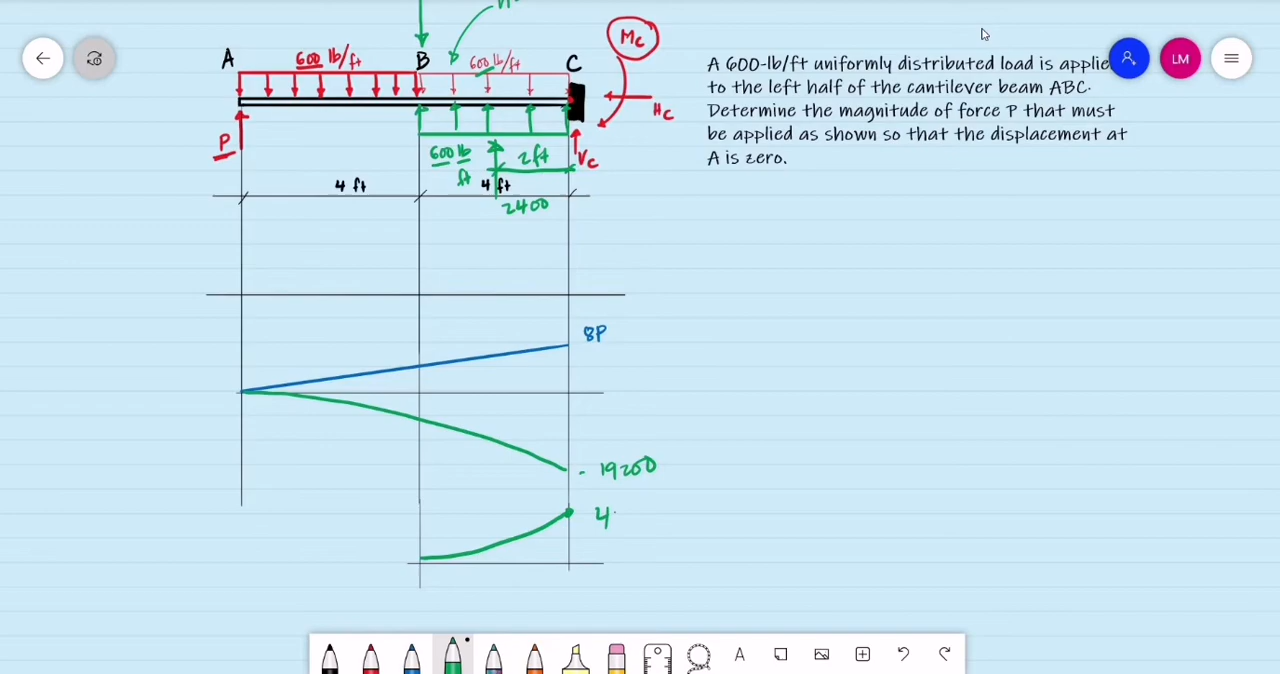 A
600 lb/ft
B
600 lb/ft
C
Mc
Hc
P
600 lb/ft
2ft
Vc
4 ft
4 ft
2400
8P
- 19200
4
A 600-lb/ft uniformly distributed load is applie
to the left half of the cantilever beam ABC.
Determine the magnitude of force P that must
be applied as shown so that the displacement at
A is zero.
LM
A